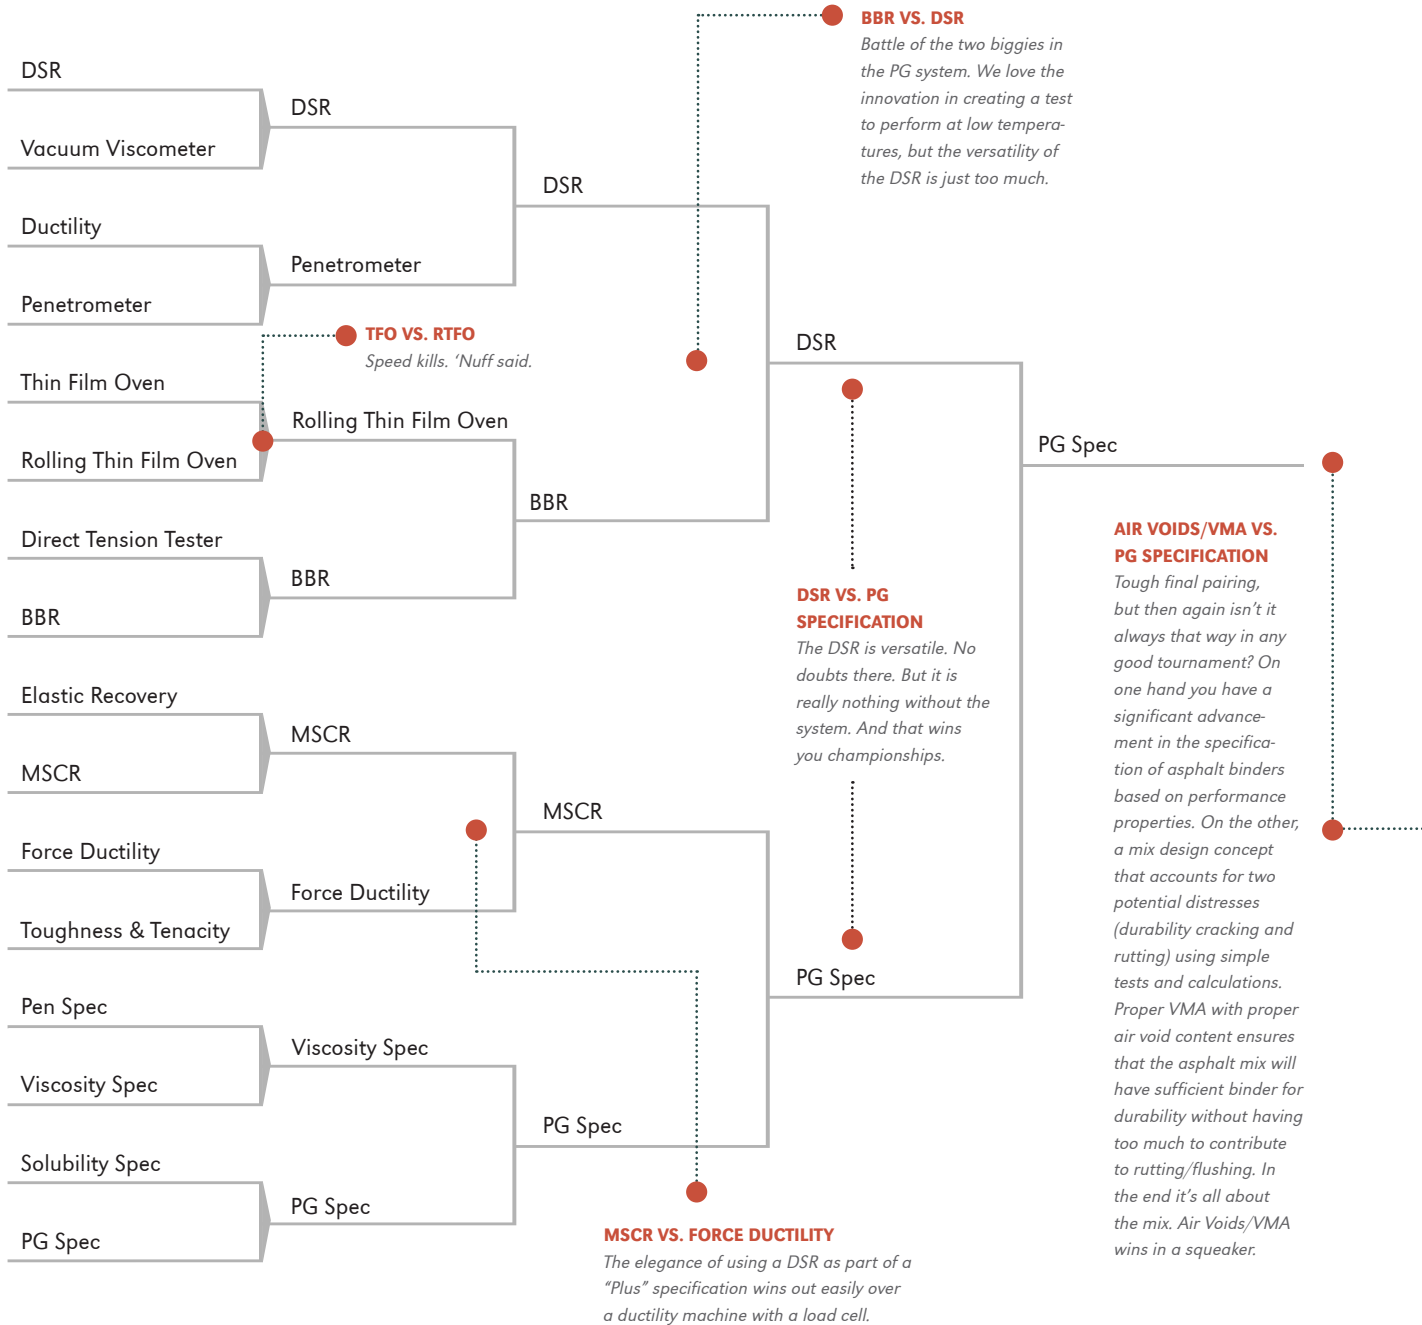 DSR
Vacuum Viscometer
Ductility
Penetrometer
Thin Film Oven
Rolling Thin Film Oven
Direct Tension Tester
BBR
Elastic Recovery
MSCR
Force Ductility
Toughness & Tenacity
Pen Spec
Viscosity Spec
Solubility Spec
PG Spec
DSR
Penetrometer
TFO VS. RTFO
Speed kills. ‘Nuff said.
Rolling Thin Film Oven
BBR
MSCR
Force Ductility
Viscosity Spec
PG Spec
DSR
BBR
MSCR
PG Spec
MSCR VS. FORCE DUCTILITY
The elegance of using a DSR as part of a
“Plus” specification wins out easily over
a ductility machine with a load cell.
BBR VS. DSR
Battle of the two biggies in
the PG system. We love the
innovation in creating a test
to perform at low tempera-
tures, but the versatility of
the DSR is just too much.
DSR
DSR VS. PG
SPECIFICATION
The DSR is versatile. No
doubts there. But it is
really nothing without the
system. And that wins
you championships.
PG Spec
PG Spec
AIR VOIDS/VMA VS.
PG SPECIFICATION
Tough final pairing,
but then again isn’t it
always that way in any
good tournament? On
one hand you have a
significant advance-
ment in the specifica-
tion of asphalt binders
based on performance
properties. On the other,
a mix design concept
that accounts for two
potential distresses
(durability cracking and
rutting) using simple
tests and calculations.
Proper VMA with proper
air void content ensures
that the asphalt mix will
have sufficient binder for
durability without having
too much to contribute
to rutting/flushing. In
the end it’s all about
the mix. Air Voids/VMA
wins in a squeaker.